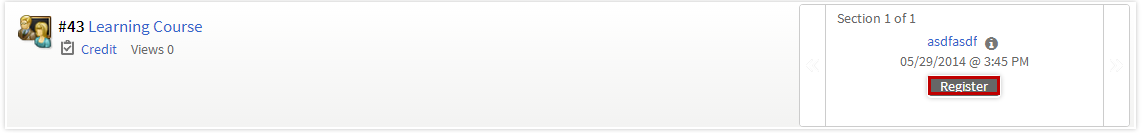 #43 Learning Course
Credit Views 0
Section 1 of 1
asdfasdf
05/29/2014 @ 3:45 PM
Register